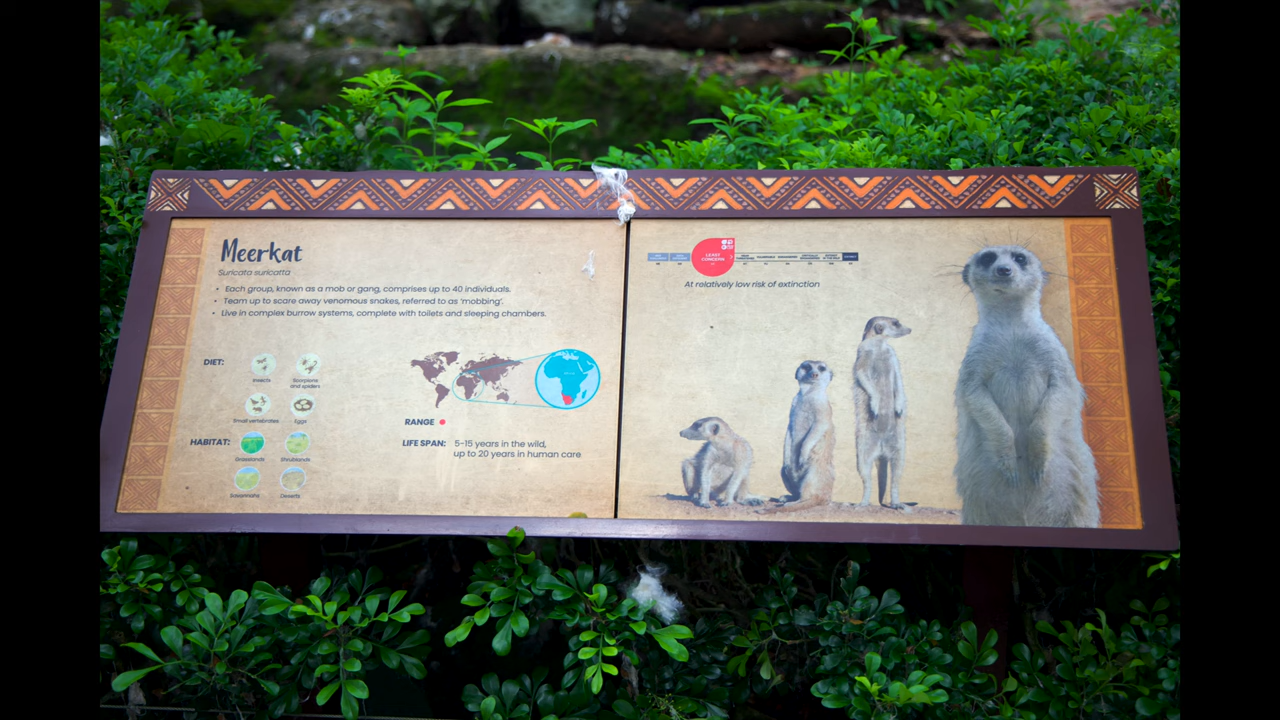 Meerkat
Suricata suricatta
• Each group, known as a mob or gang, comprises up to 40 individuals.
• Team up to scare away venomous snakes, referred to as ‘mobbing’.
• Live in complex burrow systems, complete with toilets and sleeping chambers.
DIET:
Insects
Scorpions
and spiders
Small vertebrates
Eggs
HABITAT:
Grasslands
Shrublands
Savannahs
Deserts
RANGE
LIFE SPAN: 5-15 years in the wild,
up to 20 years in human care
LEAST
CONCERN
At relatively low risk of extinction